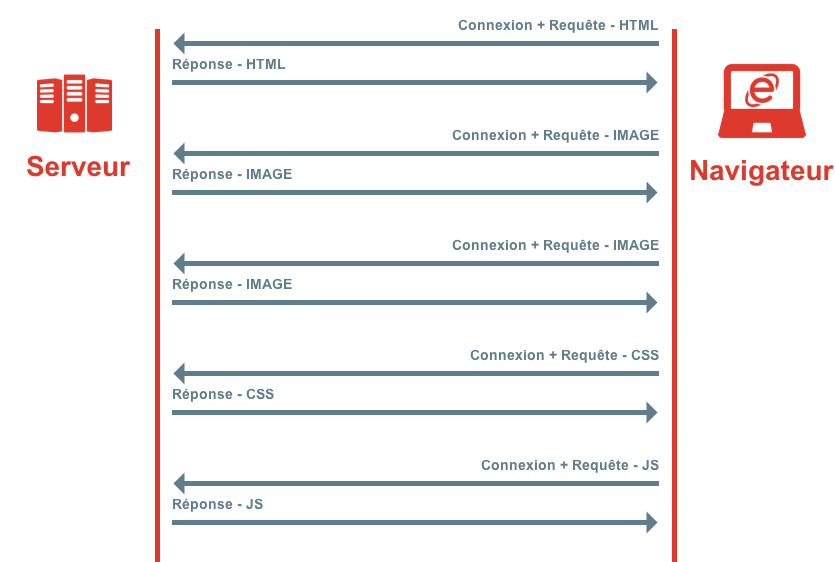 Connexion + Requête - HTML
Réponse - HTML
Serveur
Navigateur
Connexion + Requête - IMAGE
Réponse - IMAGE
Connexion + Requête - IMAGE
Réponse - IMAGE
Connexion + Requête - CSS
Réponse - CSS
Connexion + Requête - JS
Réponse - JS